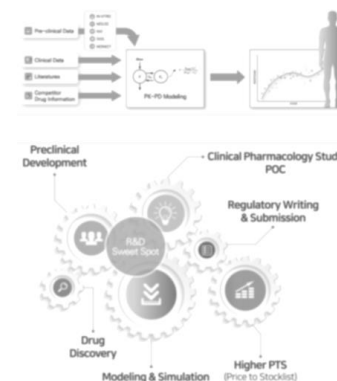 Pre-clinical Data
Clinical Data
Literatures
Competitor
Drug Information
PK-PD Modeling
Preclinical
Development
Clinical Pharmacology Stud
POC
Regulatory Writing
& Submission
R&D
Sweet Spot
Drug
Discovery
Modeling & Simulation
Higher PTS
(Price to Stocklist)